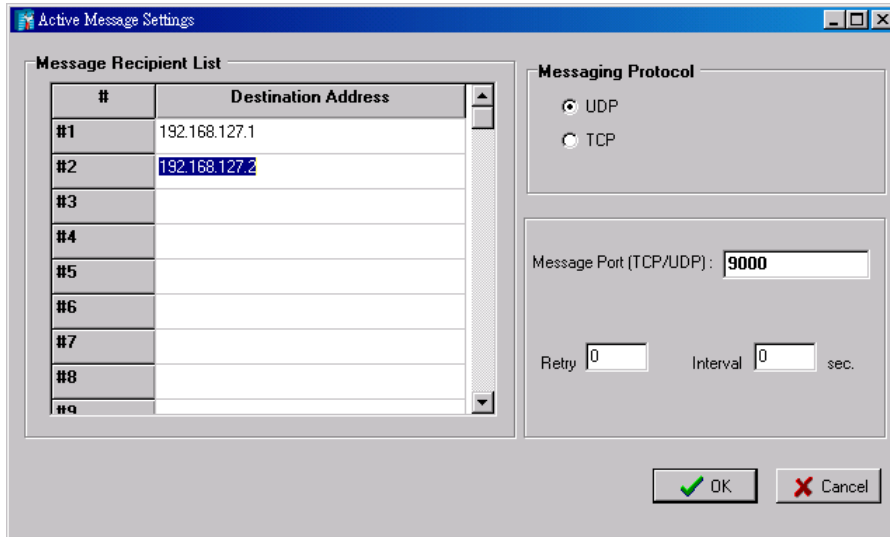 Active Message Settings
Message Recipient List
# Destination Address
#1 192.168.127.1
#2 192.168.127.2
#3
#4
#5
#6
#7
#8
#9
Messaging Protocol
UDP
TCP
Message Port (TCP/UDP) : 9000
Retry 0 Interval 0 sec.
OK Cancel